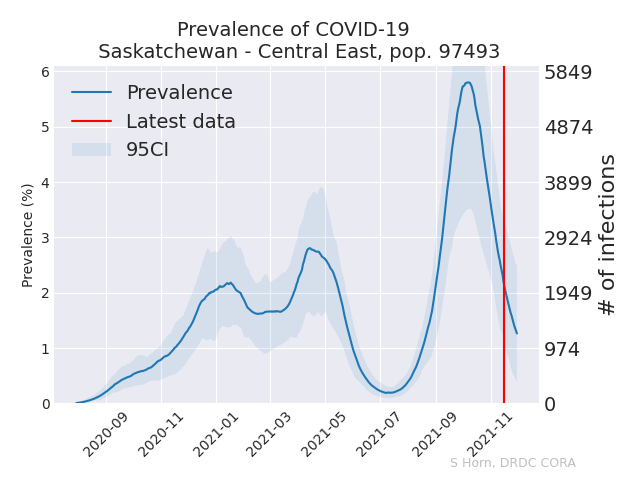 Prevalence of COVID-19
Saskatchewan - Central East, pop. 97493
Prevalence
Latest data
95CI
Prevalence (%)
6
5
4
3
2
1
0
5849
4874
3899
2924
1949
974
0
# of infections
2020-09
2020-11
2021-01
2021-03
2021-05
2021-07
2021-09
2021-11
S Horn, DRDC CORA